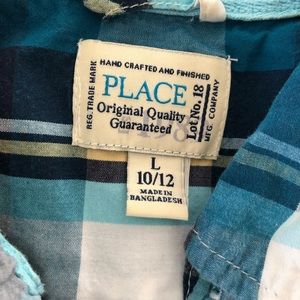 HAND CRAFTED AND FINISHED
REG. TRADE MARK
PLACE
Original Quality
Guaranteed
Lot No. 18
MFG. COMPANY
L
10/12
MADE IN
BANGLADESH